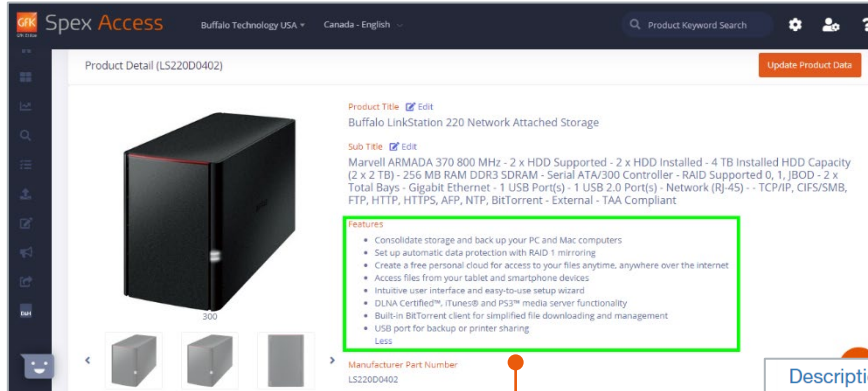 GFK Spex Access
Buffalo Technology USA
Canada - English
Product Keyword Search
?
Product Detail (LS220D0402)
Update Product Data
Product Title Edit
Buffalo LinkStation 220 Network Attached Storage
Sub Title Edit
Marvell ARMADA 370 800 MHz - 2 x HDD Supported - 2 x HDD Installed - 4 TB Installed HDD Capacity
(2 x 2 TB) - 256 MB RAM DDR3 SDRAM - Serial ATA/300 Controller - RAID Supported 0, 1, JBOD - 2 x
Total Bays - Gigabit Ethernet - 1 USB Port(s) - 1 USB 2.0 Port(s) - Network (RJ-45) - - TCP/IP, CIFS/SMB,
FTP, HTTP, HTTPS, AFP, NTP, BitTorrent - External - TAA Compliant
Features
Consolidate storage and back up your PC and Mac computers
Set up automatic data protection with RAID 1 mirroring
Create a free personal cloud for access to your files anytime, anywhere over the internet
Access files from your tablet and smartphone devices
Intuitive user interface and easy-to-use setup wizard
DLNA Certified™, iTunes® and PS3™ media server functionality
Built-in BitTorrent client for simplified file downloading and management
USB port for backup or printer sharing
Less
300
Manufacturer Part Number
LS220D0402
D&H
Descripti